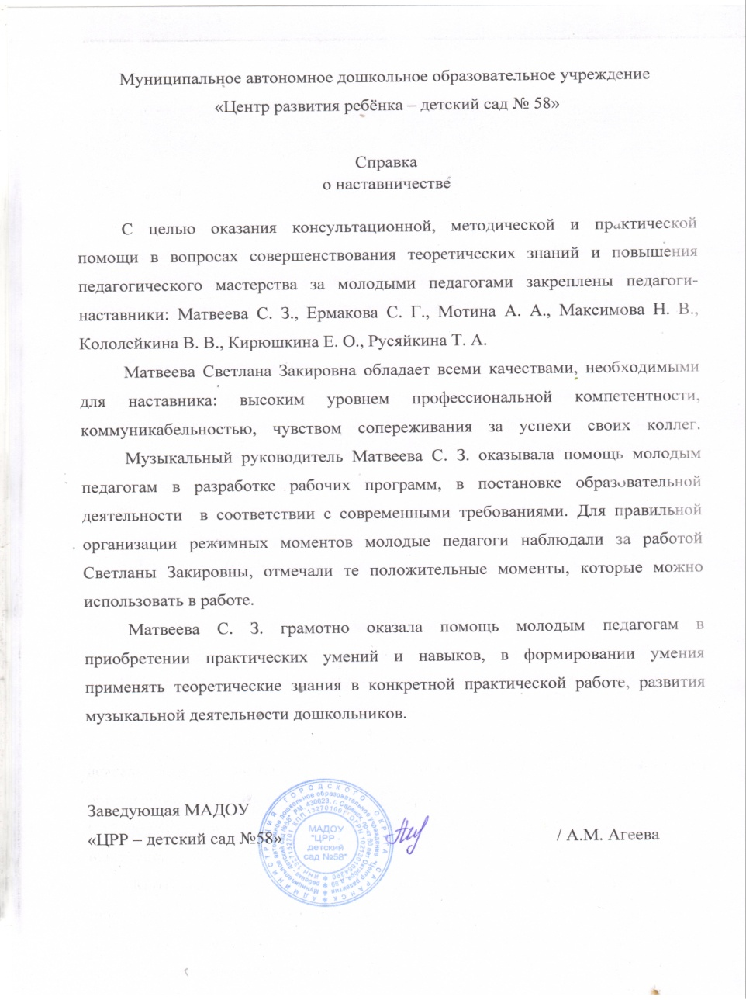 Муниципальное автономное дошкольное образовательное учреждение
«Центр развития ребёнка – детский сад № 58»
Справка
о наставничестве
С целью оказания консультационной, методической и практической
помощи в вопросах совершенствования теоретических знаний и повышения
педагогического мастерства за молодыми педагогами закреплены педагоги-
наставники: Матвеева С. З., Ермакова С. Г., Мотина А. А., Максимова Н. В.,
Кололейкина В. В., Кирюшкина Е. О., Русяйкина Т. А.
Матвеева Светлана Закировна обладает всеми качествами, необходимыми
для наставника: высоким уровнем профессиональной компетентности,
коммуникабельностью, чувством сопереживания за успехи своих коллег.
Музыкальный руководитель Матвеева С. З. оказывала помощь молодым
педагогам в разработке рабочих программ, в постановке образовательной
деятельности в соответствии с современными требованиями. Для правильной
организации режимных моментов молодые педагоги наблюдали за работой
Светланы Закировны, отмечали те положительные моменты, которые можно
использовать в работе.
Матвеева С. З. грамотно оказала помощь молодым педагогам в
приобретении практических умений и навыков, в формировании умения
применять теоретические знания в конкретной практической работе, развития
музыкальной деятельности дошкольников.
Заведующая МАДОУ
«ЦРР – детский сад №58»
/ А.М. Агеева
АДМИНИСТРАЦИЯ ГОРОДСКОГО ОКРУГА САРАНСК
МАДОУ
"ЦРР -
детский
сад №58"